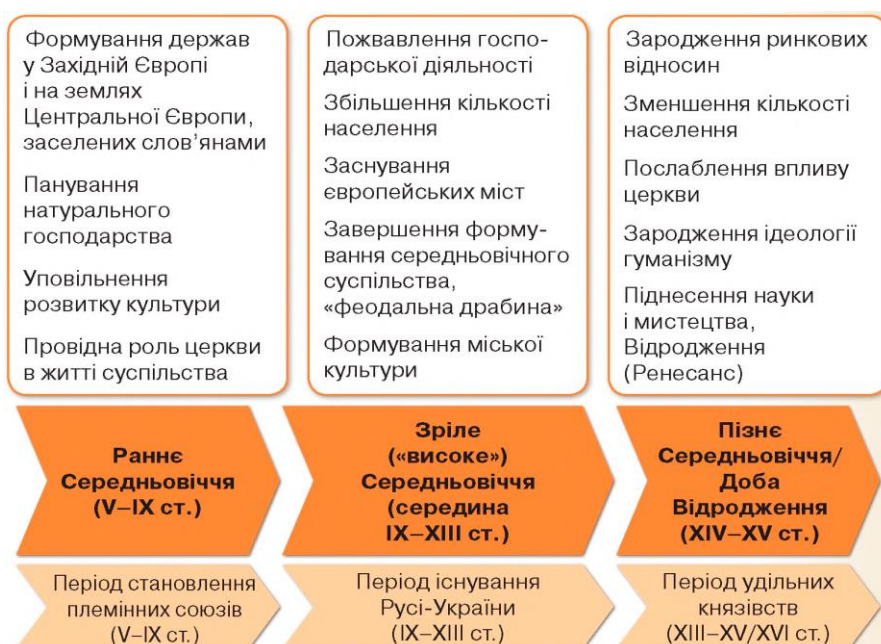 Формування держав
у Західній Європі
і на землях
Центральної Європи,
заселених слов’янами
Панування
натурального
господарства
Уповільнення
розвитку культури
Провідна роль церкви
в житті суспільства
Пожвавлення госпо-
дарської діяльності
Збільшення кількості
населення
Заснування
європейських міст
Завершення форму-
вання середньовічного
суспільства,
«феодальна драбина»
Формування міської
культури
Зародження ринкових
відносин
Зменшення кількості
населення
Послаблення впливу
церкви
Зародження ідеології
гуманізму
Піднесення науки
і мистецтва,
Відродження
(Ренесанс)
Раннє
Середньовіччя
(V–IX ст.)
Зріле
(«високе»)
Середньовіччя
(середина
IX–XIII ст.)
Пізнє
Середньовіччя/
Доба
Відродження
(XIV–XV ст.)
Період становлення
племінних союзів
(V–IX ст.)
Період існування
Русі-України
(IX–XIII ст.)
Період удільних
князівств
(XIII–XV/XVI ст.)